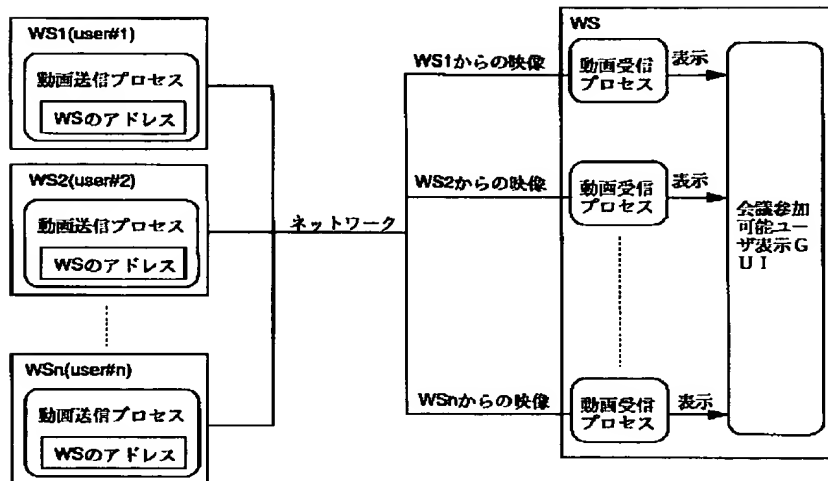 WS1(user#1)
動画送信プロセス
WSのアドレス
WS2(user#2)
動画送信プロセス
WSのアドレス
WSn(user#n)
動画送信プロセス
WSのアドレス
ネットワーク
WS1からの映像
WS2からの映像
WSnからの映像
WS
動画受信
プロセス
表示
動画受信
プロセス
表示
動画受信
プロセス
表示
会議参加
可能ユー
ザ表示G
UI